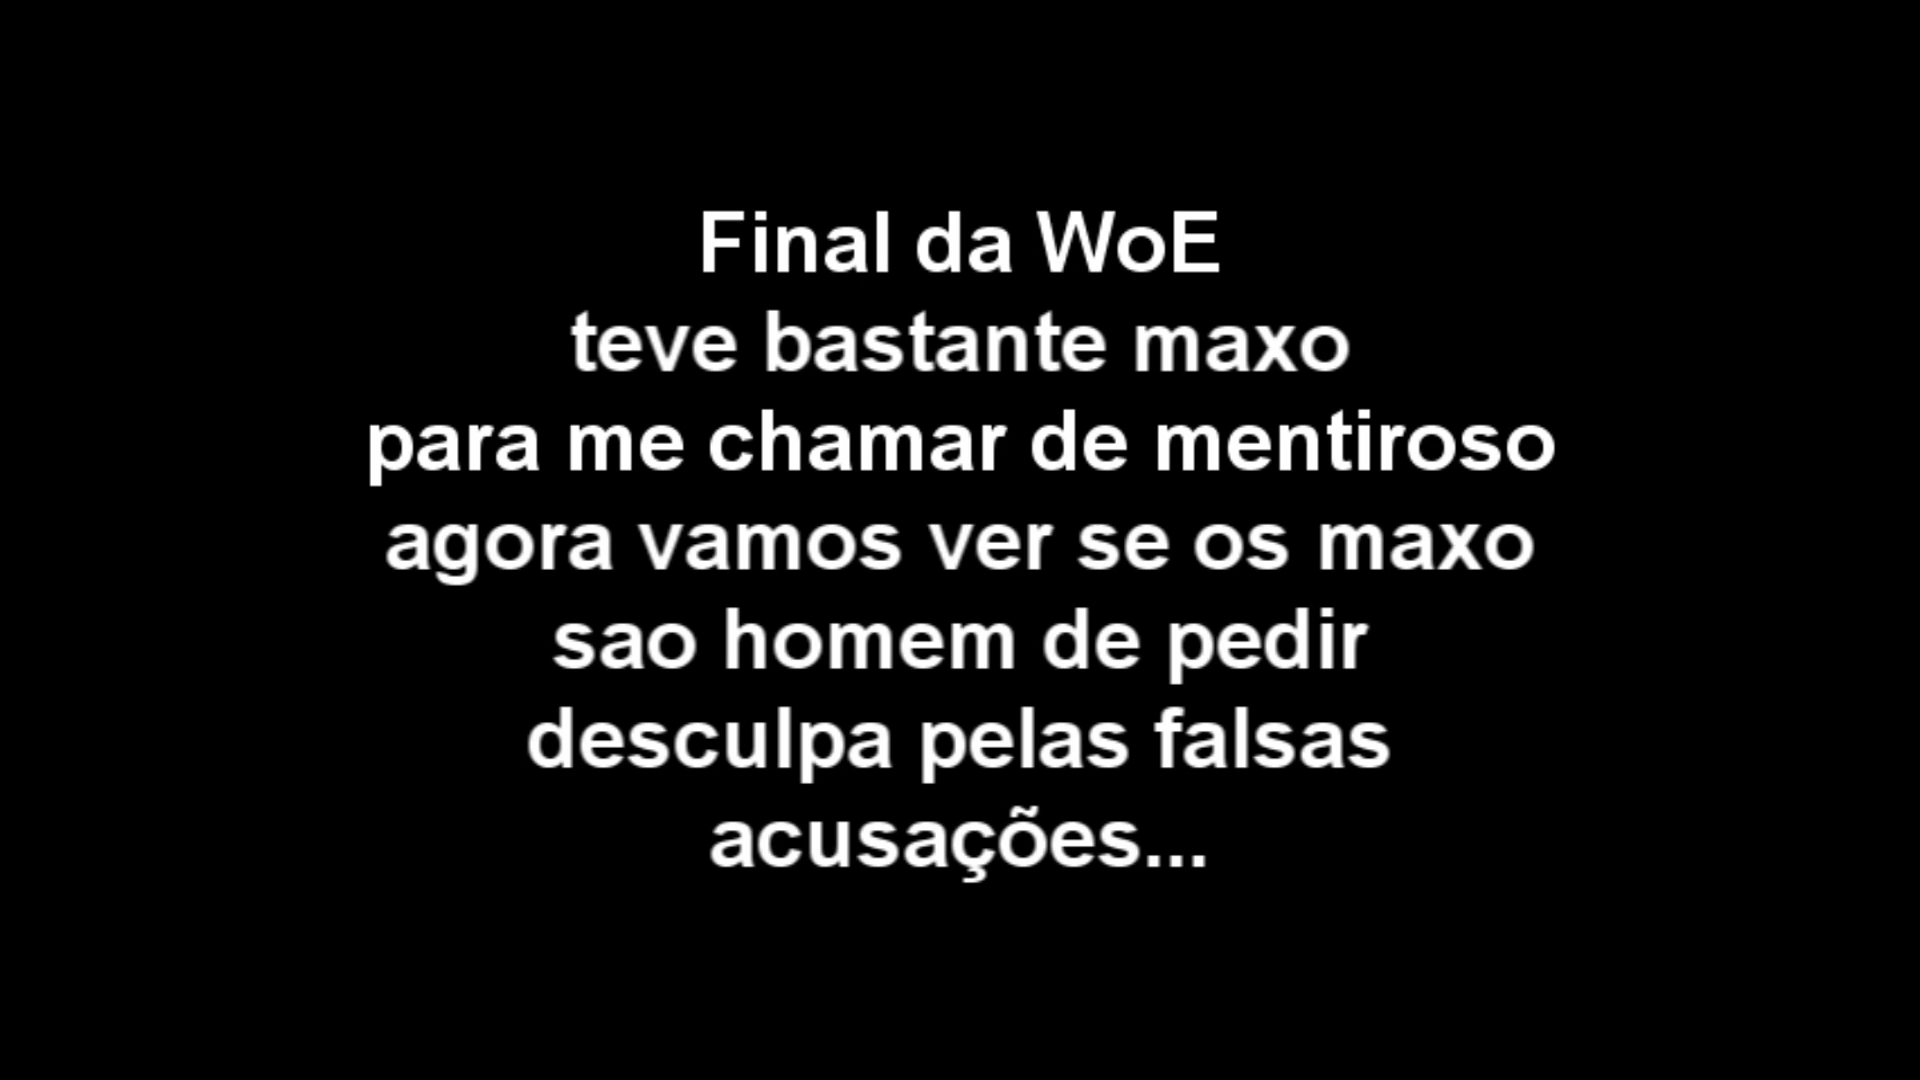 Final da WoE
teve bastante maxo
para me chamar de mentiroso
agora vamos ver se os maxo
sao homem de pedir
desculpa pelas falsas
acusações...